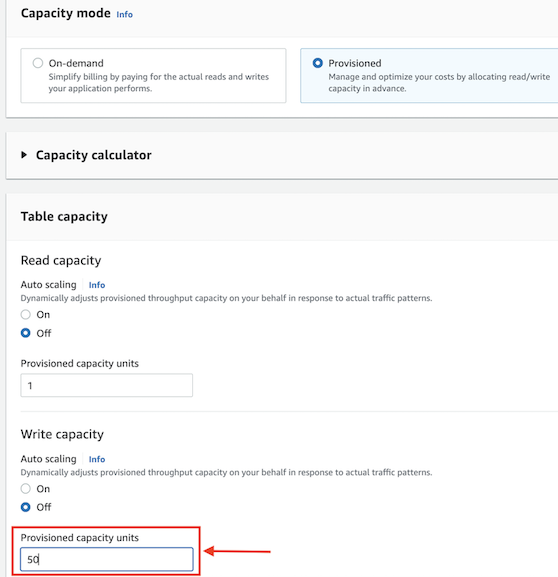 Capacity mode Info
On-demand
Simplify billing by paying for the actual reads and writes
your application performs.
Provisioned
Manage and optimize your costs by allocating read/write
capacity in advance.
Capacity calculator
Table capacity
Read capacity
Auto scaling Info
Dynamically adjusts provisioned throughput capacity on your behalf in response to actual traffic patterns.
On
Off
Provisioned capacity units
1
Write capacity
Auto scaling Info
Dynamically adjusts provisioned throughput capacity on your behalf in response to actual traffic patterns.
On
Off
Provisioned capacity units
50